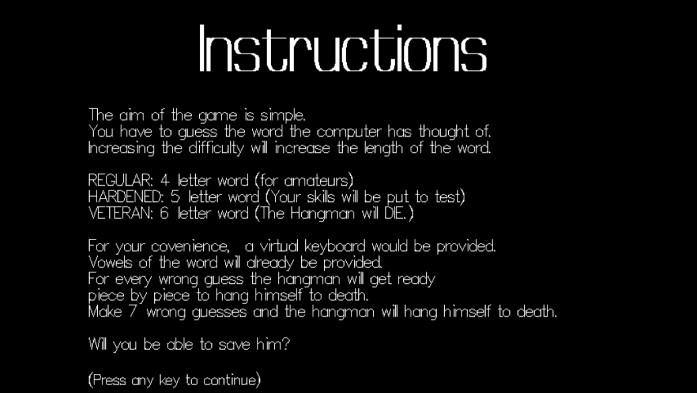 Instructions
The aim of the game is simple.
You have to guess the word the computer has thought of.
Increasing the difficulty will increase the length of the word.
REGULAR: 4 letter word (for amateurs)
HARDENED: 5 letter word (Your skills will be put to test)
VETERAN: 6 letter word (The Hangman will DIE.)
For your covenience, a virtual keyboard would be provided.
Vowels of the word will already be provided.
For every wrong guess the hangman will get ready
piece by piece to hang himself to death.
Make 7 wrong guesses and the hangman will hang himself to death.
Will you be able to save him?
(Press any key to continue)